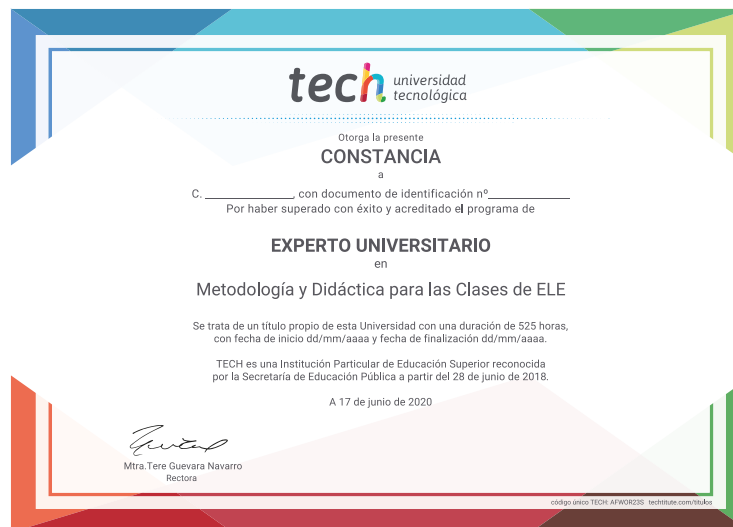 tech universidad
tecnológica
Otorga la presente
CONSTANCIA
a
C. ________________, con documento de identificación nº______________
Por haber superado con éxito y acreditado el programa de
EXPERTO UNIVERSITARIO
en
Metodología y Didáctica para las Clases de ELE
Se trata de un título propio de esta Universidad con una duración de 525 horas,
con fecha de inicio dd/mm/aaaa y fecha de finalización dd/mm/aaaa.
TECH es una Institución Particular de Educación Superior reconocida
por la Secretaría de Educación Pública a partir del 28 de junio de 2018.
A 17 de junio de 2020
Mtra.Tere Guevara Navarro
Rectora
código único TECH: AFWOR23S techtitute.com/titulos